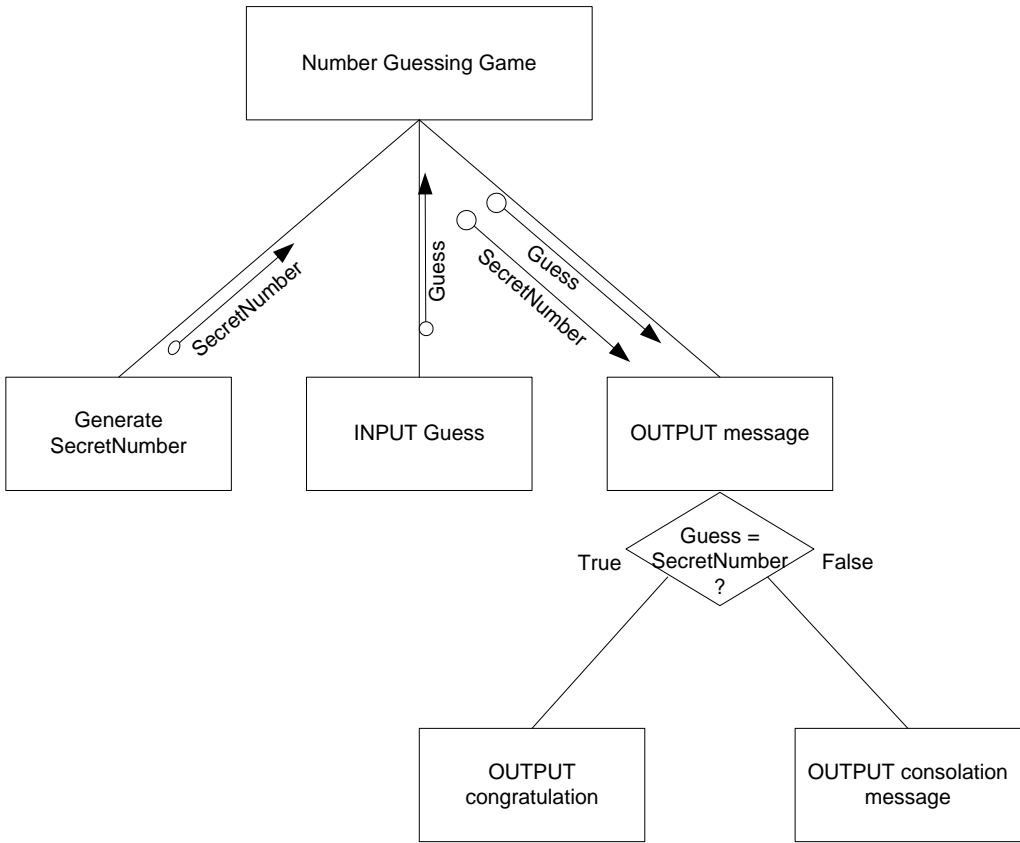 Number Guessing Game
SecretNumber
Guess
Guess
SecretNumber
Generate
SecretNumber
INPUT Guess
OUTPUT message
Guess =
SecretNumber
?
True
False
OUTPUT
congratulation
OUTPUT consolation
message